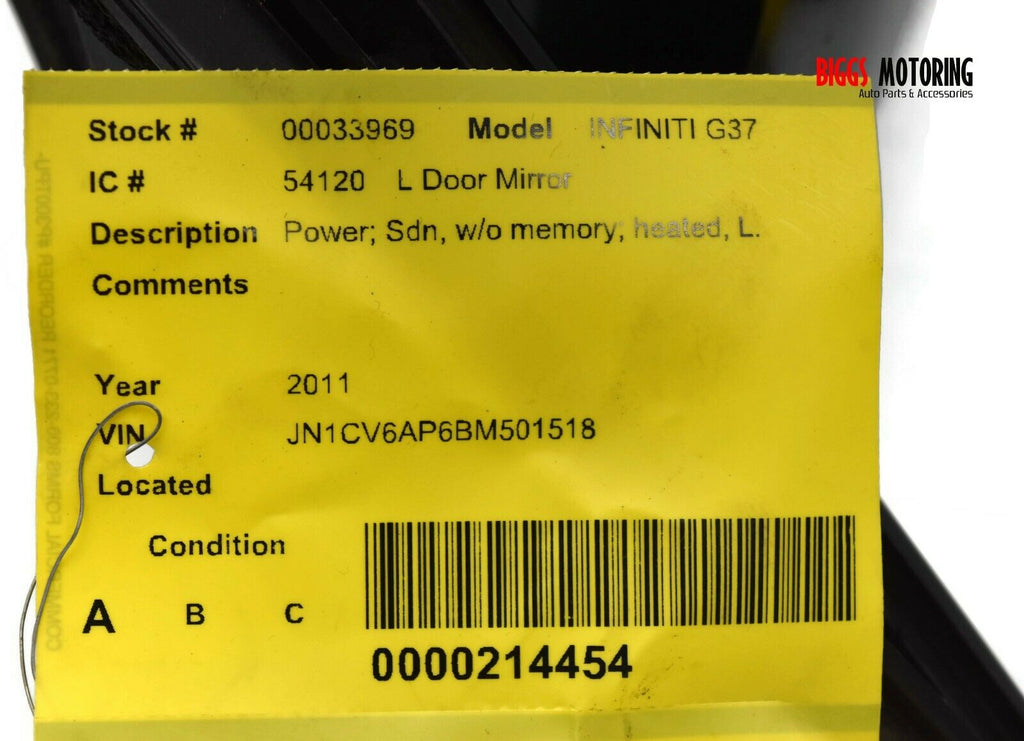 BIGGS MOTORING
Auto Parts & Accessories
Stock # 00033969 Model INFINITI G37
IC # 54120 L Door Mirror
Description Power; Sdn, w/o memory; heated, L.
Comments
Year 2011
VIN JN1CV6AP6BM501518
Located
Condition
A B C
0000214454